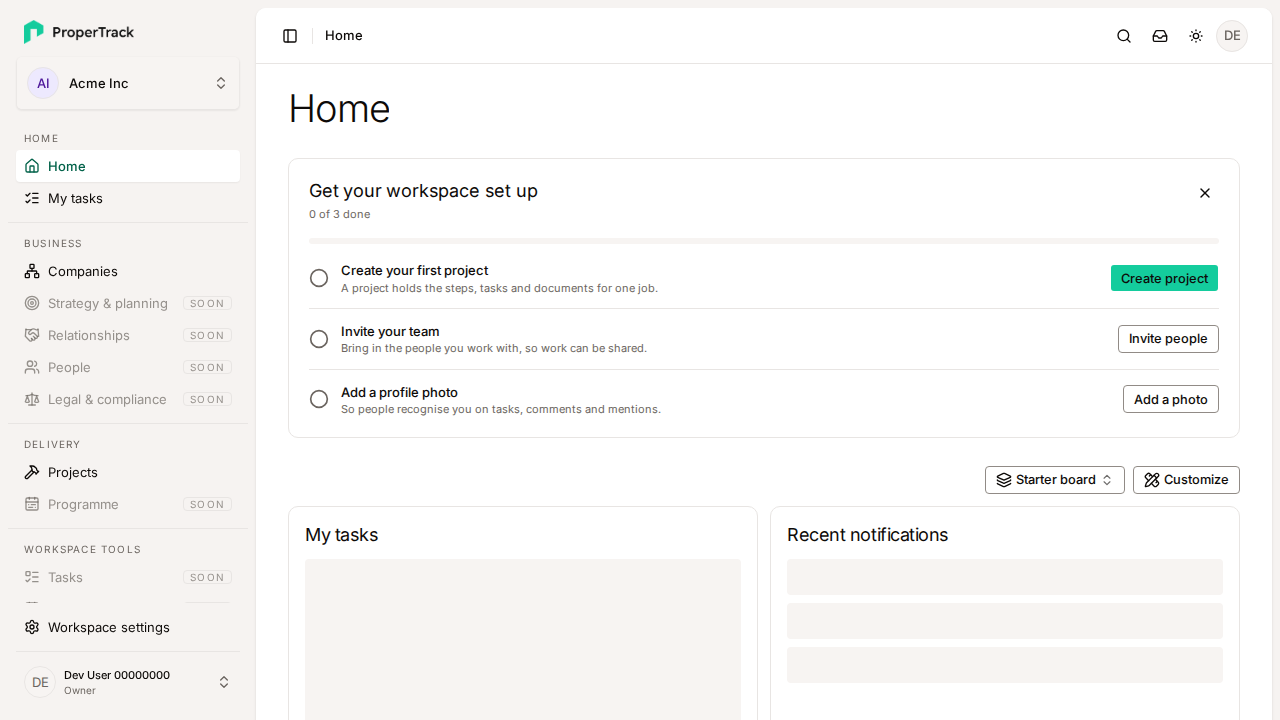 ProperTrack
AI
Acme Inc
HOME
Home
My tasks
BUSINESS
Companies
Strategy & planning SOON
Relationships SOON
People SOON
Legal & compliance SOON
DELIVERY
Projects
Programme SOON
WORKSPACE TOOLS
Tasks SOON
Workspace settings
DE
Dev User 00000000
Owner
Home
DE
Home
Get your workspace set up
0 of 3 done
Create your first project
A project holds the steps, tasks and documents for one job.
Create project
Invite your team
Bring in the people you work with, so work can be shared.
Invite people
Add a profile photo
So people recognise you on tasks, comments and mentions.
Add a photo
Starter board
Customize
My tasks
Recent notifications